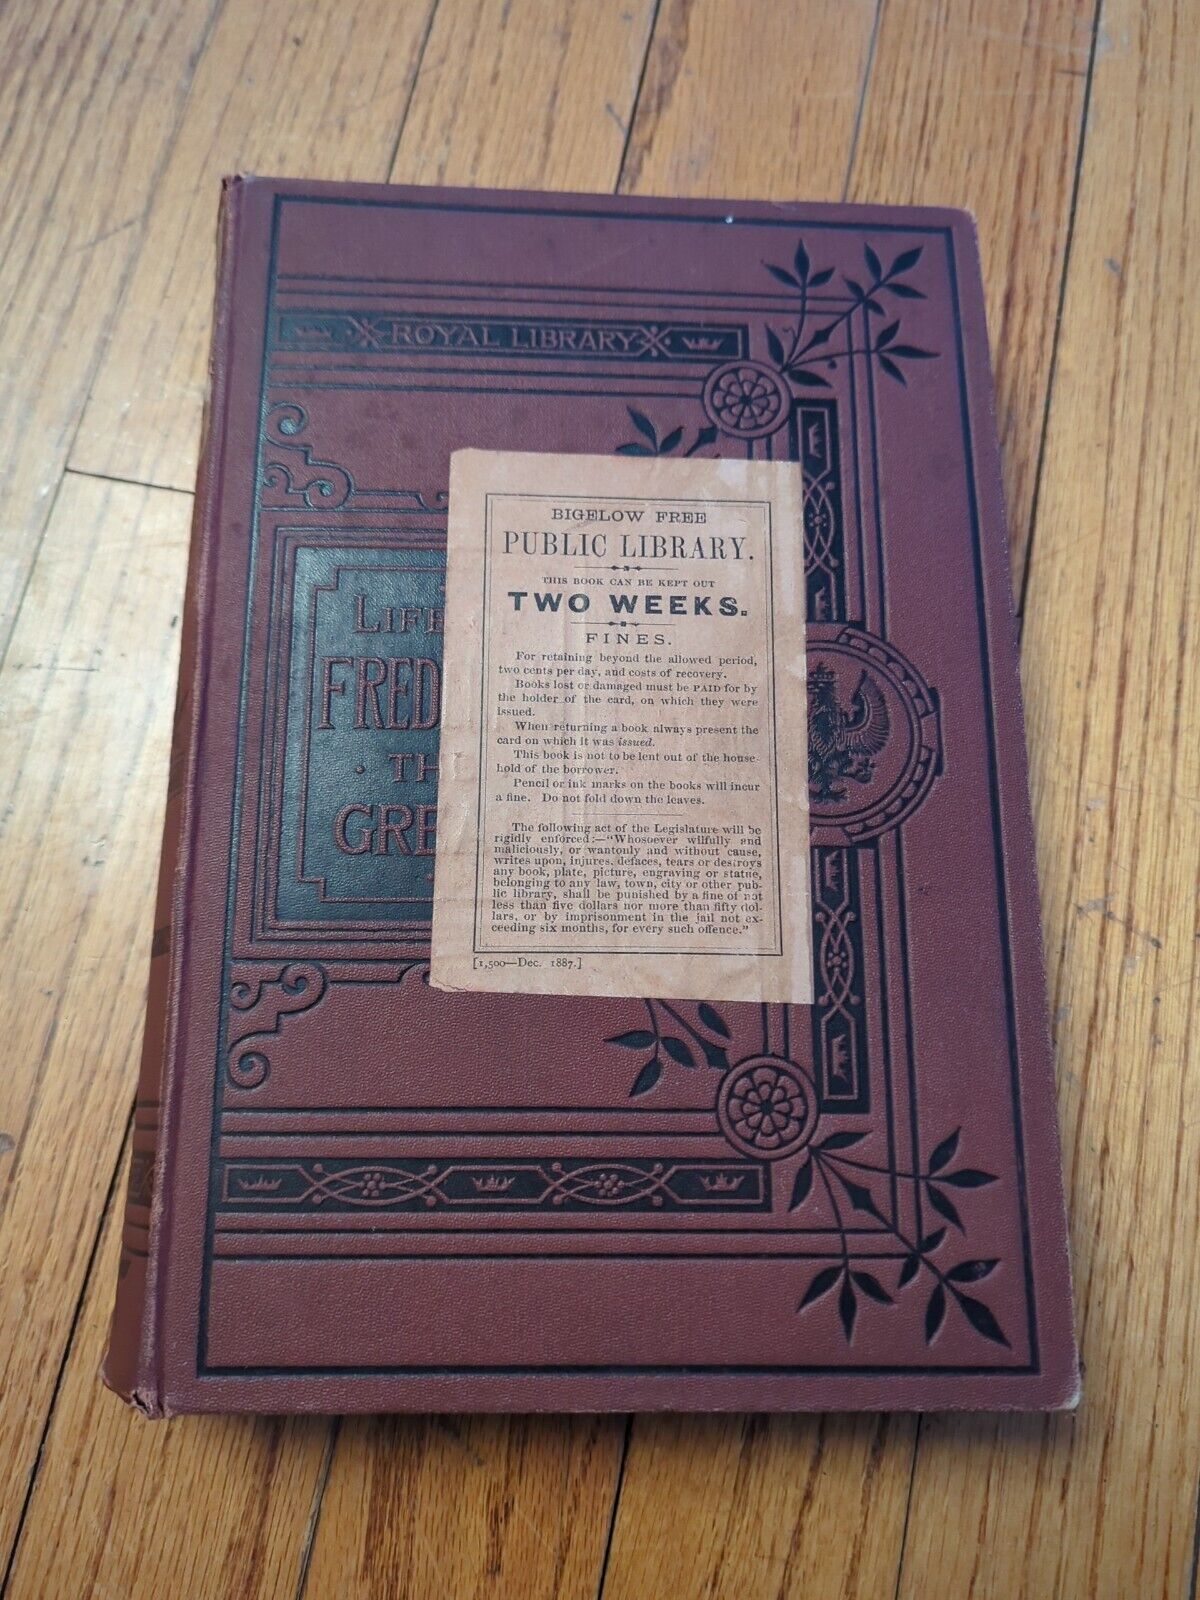 ROYAL LIBRARY
LIFE
FRED
TH
GRE
BIGELOW FREE
PUBLIC LIBRARY.
THIS BOOK CAN BE KEPT OUT
TWO WEEKS.
FINES.
For retaining beyond the allowed period,
two cents per day, and costs of recovery.
Books lost or damaged must be PAID for by
the holder of the card, on which they were
issued.
When returning a book always present the
card on which it was issued.
This book is not to be lent out of the house
hold of the borrower.
Pencil or ink marks on the books will incur
a fine. Do not fold down the leaves.
The following act of the Legislature will be
rigidly enforced:—"Whosoever wilfully and
maliciously, or wantonly and without cause,
writes upon, injures, defaces, tears or destroys
any book, plate, picture, engraving or statue,
belonging to any law, town, city or other pub-
lic library, shall be punished by a fine of not
less than five dollars nor more than fifty dol-
lars, or by imprisonment in the jail not ex-
ceeding six months, for every such offence."
[1,500—Dec. 1887.]